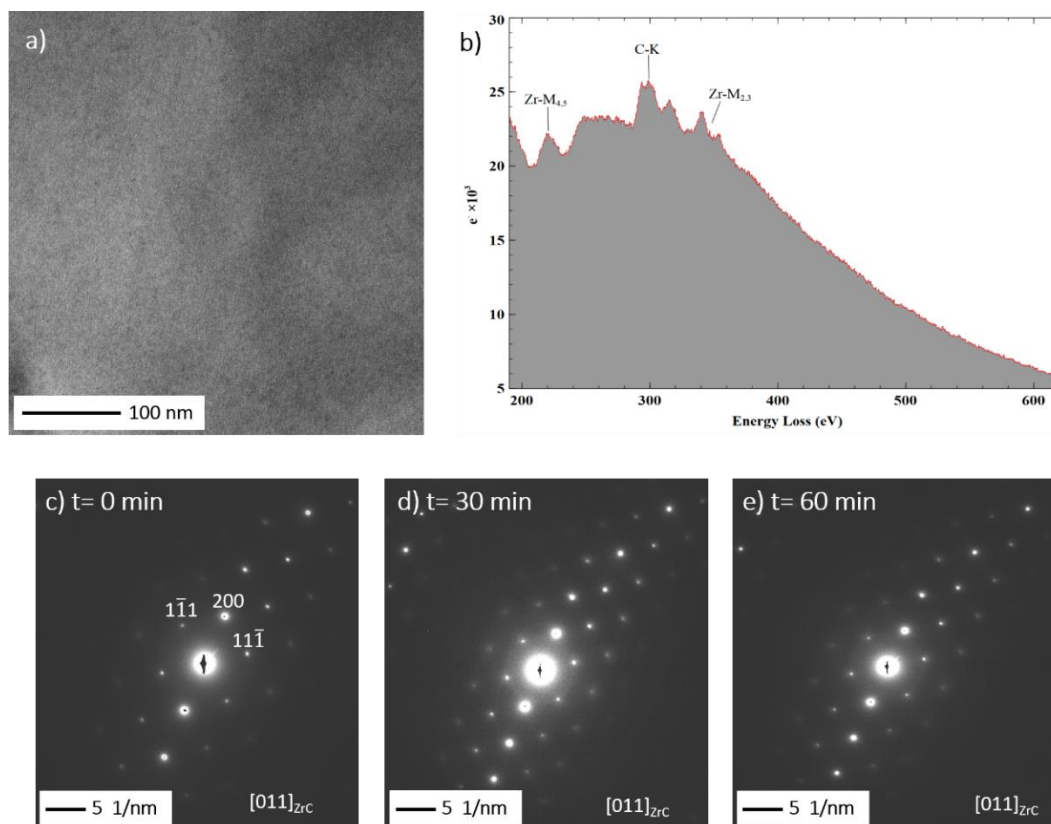 a)
100 nm
b)
30
25
20
15
10
5
e⁻ ×10³
Zr-M₄,₅
C-K
Zr-M₂,₃
200
300
400
500
600
Energy Loss (eV)
c) t= 0 min
11̅1
200
111̅
5 1/nm
[011]ZrC
d) t= 30 min
5 1/nm
[011]ZrC
e) t= 60 min
5 1/nm
[011]ZrC